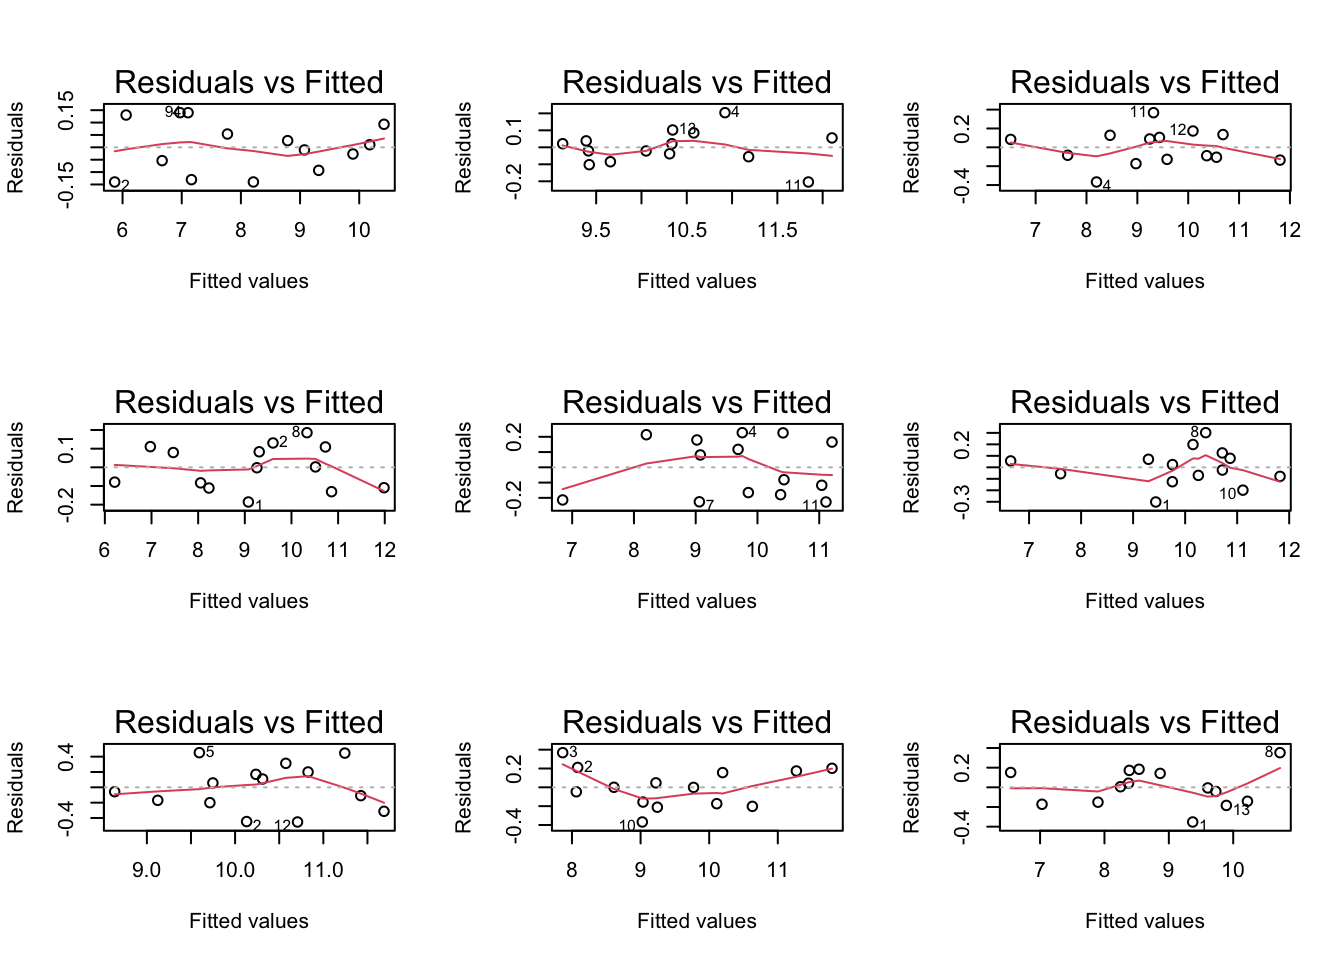 Residuals vs Fitted
Residuals
0.15
-0.15
94
2
6 7 8 9 10
Fitted values
Residuals vs Fitted
Residuals
0.1
-0.2
13
4
11
9.5 10.5 11.5
Fitted values
Residuals vs Fitted
Residuals
0.2
-0.4
11
12
4
7 8 9 10 11 12
Fitted values
Residuals vs Fitted
Residuals
0.1
-0.2
8
2
1
6 7 8 9 10 11 12
Fitted values
Residuals vs Fitted
Residuals
0.2
-0.2
4
7
11
7 8 9 10 11
Fitted values
Residuals vs Fitted
Residuals
0.2
-0.3
8
10
1
7 8 9 10 11 12
Fitted values
Residuals vs Fitted
Residuals
0.4
-0.4
5
2
12
9.0 10.0 11.0
Fitted values
Residuals vs Fitted
Residuals
0.2
-0.4
3
2
10
8 9 10 11
Fitted values
Residuals vs Fitted
Residuals
0.2
-0.4
8
13
1
7 8 9 10
Fitted values